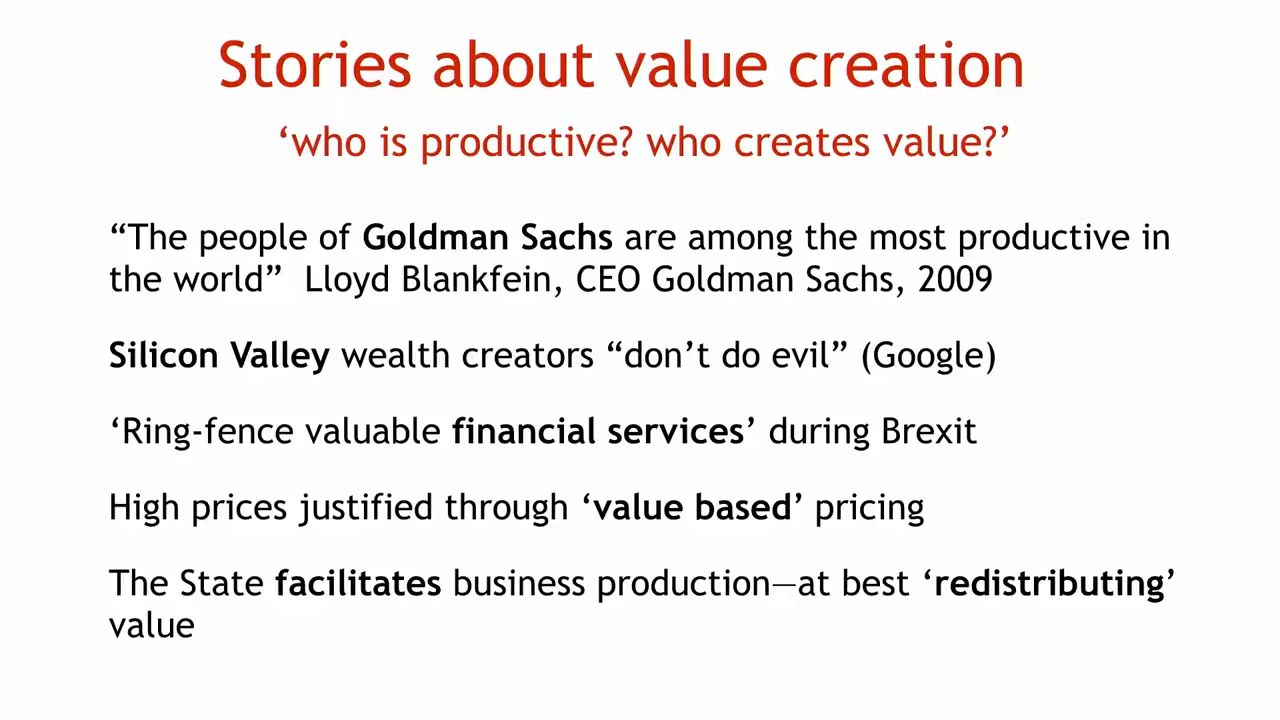 Stories about value creation
‘who is productive? who creates value?’
“The people of Goldman Sachs are among the most productive in
the world”  Lloyd Blankfein, CEO Goldman Sachs, 2009
Silicon Valley wealth creators “don’t do evil” (Google)
‘Ring-fence valuable financial services’ during Brexit
High prices justified through ‘value based’ pricing
The State facilitates business production—at best ‘redistributing’
value